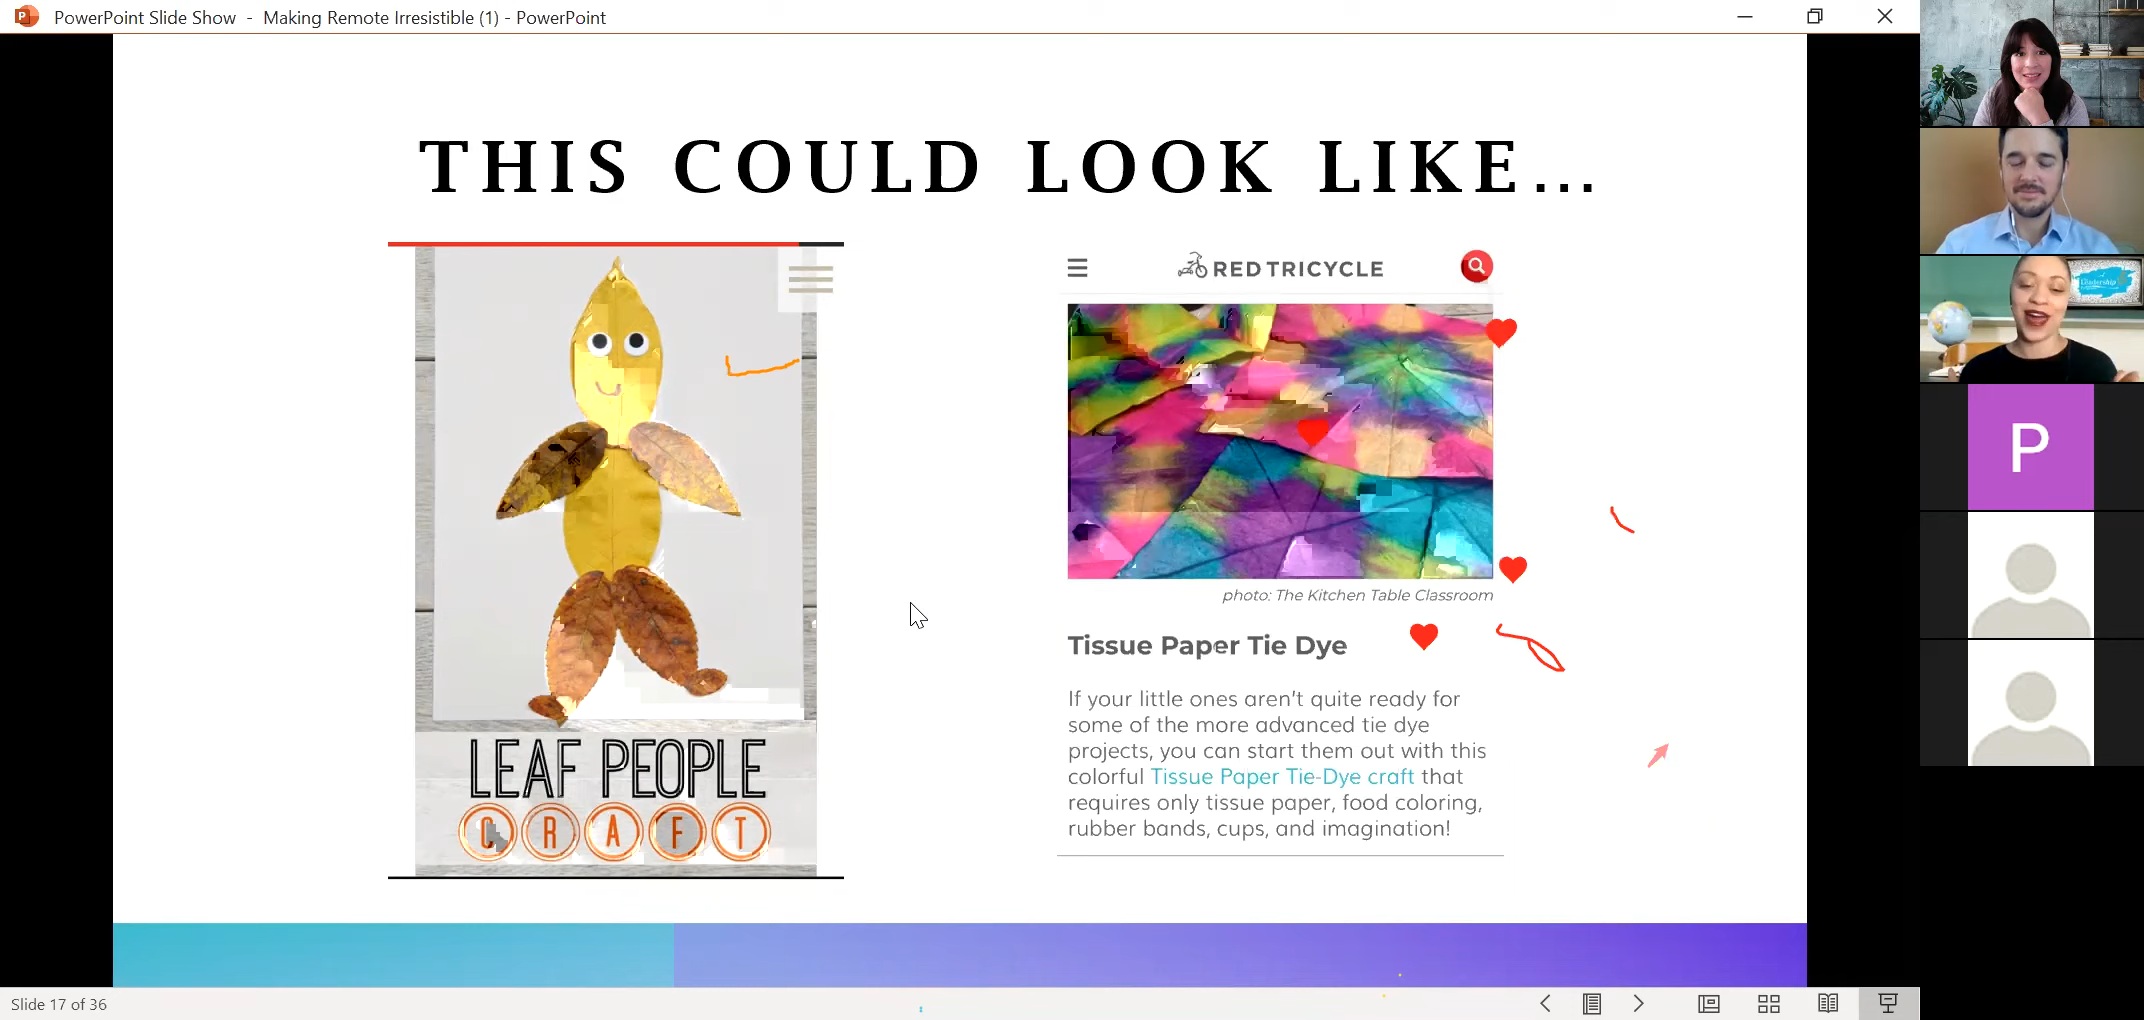 PowerPoint Slide Show - Making Remote Irresistible (1) - PowerPoint
THIS COULD LOOK LIKE...
LEAF PEOPLE
CRAFT
RED TRICYCLE
photo: The Kitchen Table Classroom
Tissue Paper Tie Dye
If your little ones aren't quite ready for
some of the more advanced tie dye
projects, you can start them out with this
colorful Tissue Paper Tie-Dye craft that
requires only tissue paper, food coloring,
rubber bands, cups, and imagination!
Leadership
P
Slide 17 of 36